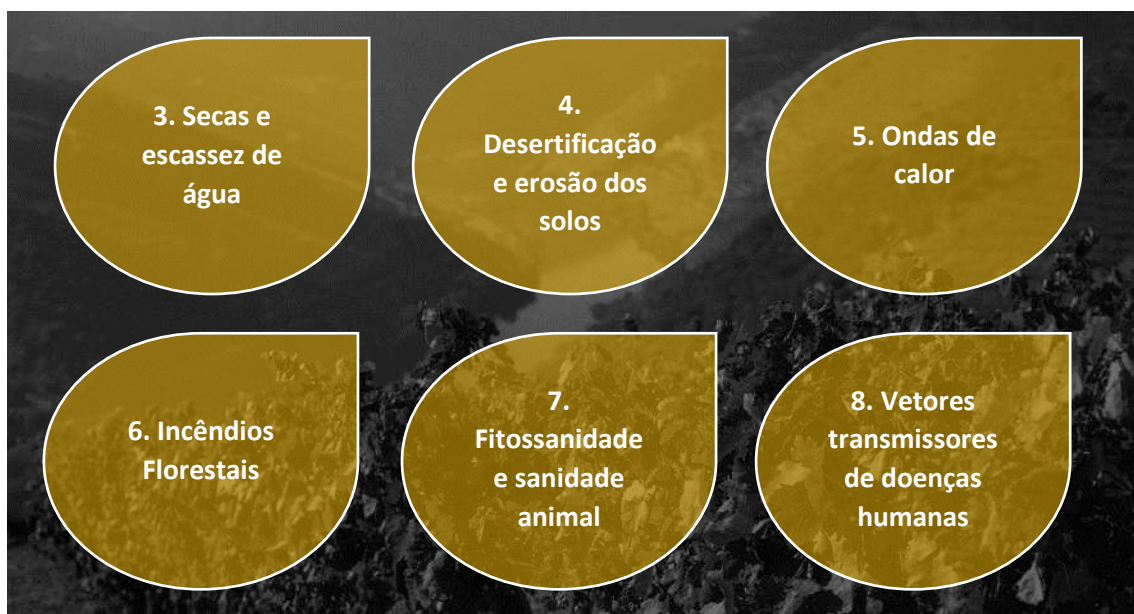 3. Secas e
escassez de
água
4.
Desertificação
e erosão dos
solos
5. Ondas de
calor
6. Incêndios
Florestais
7.
Fitossanidade
e sanidade
animal
8. Vetores
transmissores
de doenças
humanas